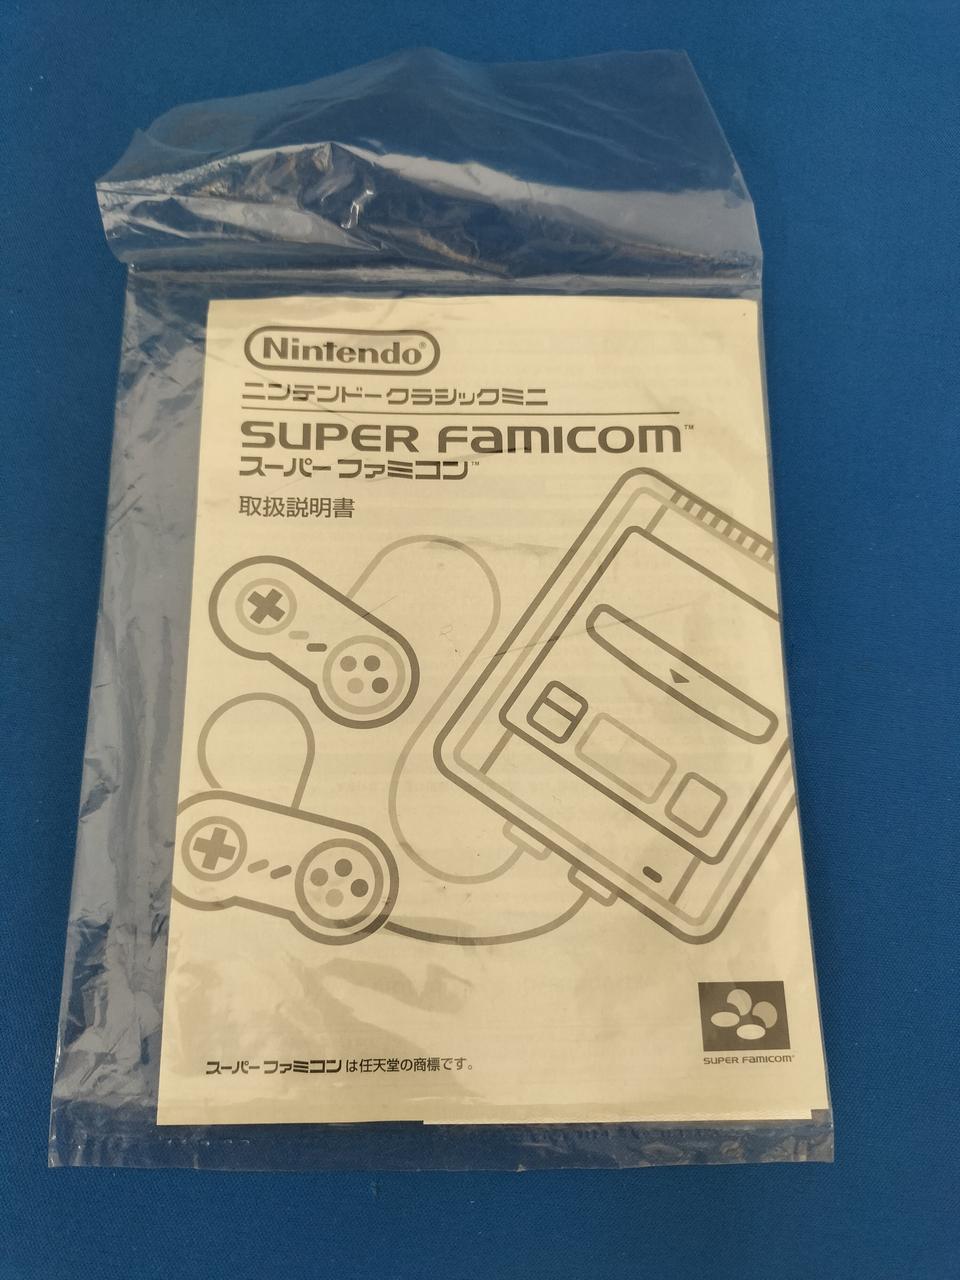 Nintendo®
ニンテンドークラシックミニ
SUPER FAMICOM™
スーパーファミコン™
取扱説明書
スーパーファミコンは任天堂の商標です。
SUPER FAMICOM®